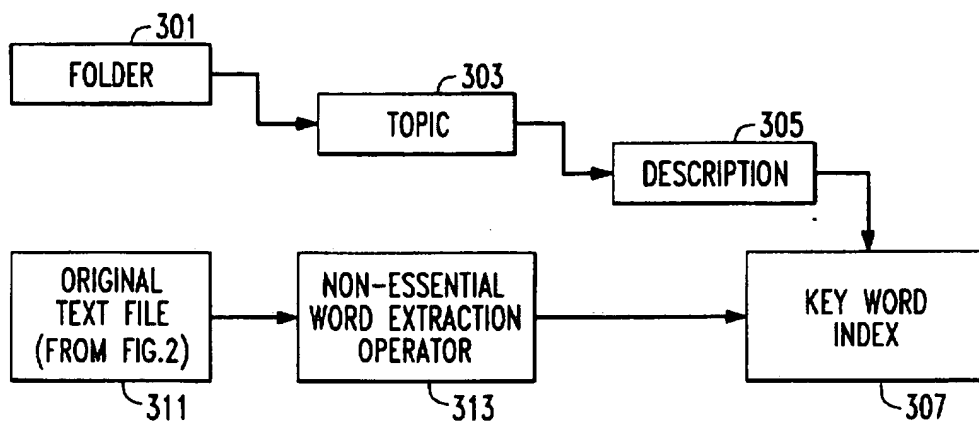 301
FOLDER
303
TOPIC
305
DESCRIPTION
ORIGINAL
TEXT FILE
(FROM FIG.2)
311
NON-ESSENTIAL
WORD EXTRACTION
OPERATOR
313
KEY WORD
INDEX
307